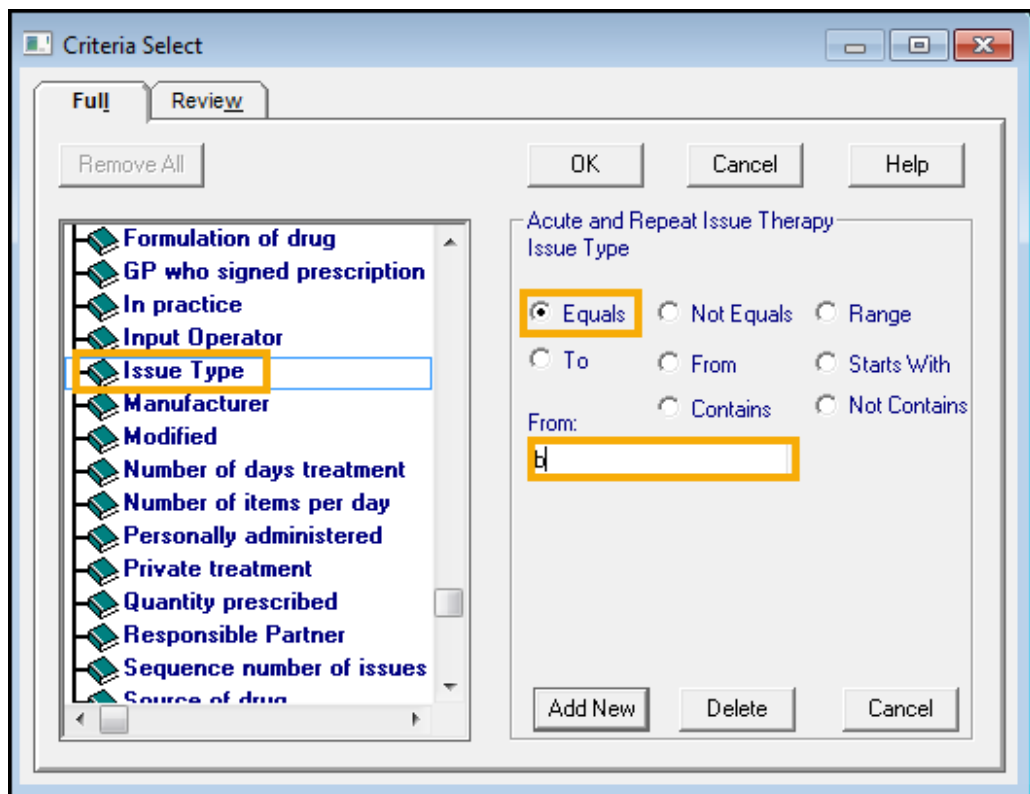 Criteria Select
Full
Review
Remove All
OK
Cancel
Help
Formulation of drug
GP who signed prescription
In practice
Input Operator
Issue Type
Manufacturer
Modified
Number of days treatment
Number of items per day
Personally administered
Private treatment
Quantity prescribed
Responsible Partner
Sequence number of issues
Source of drug
Acute and Repeat Issue Therapy
Issue Type
Equals
Not Equals
Range
To
From
Starts With
Contains
Not Contains
From:
b
Add New
Delete
Cancel